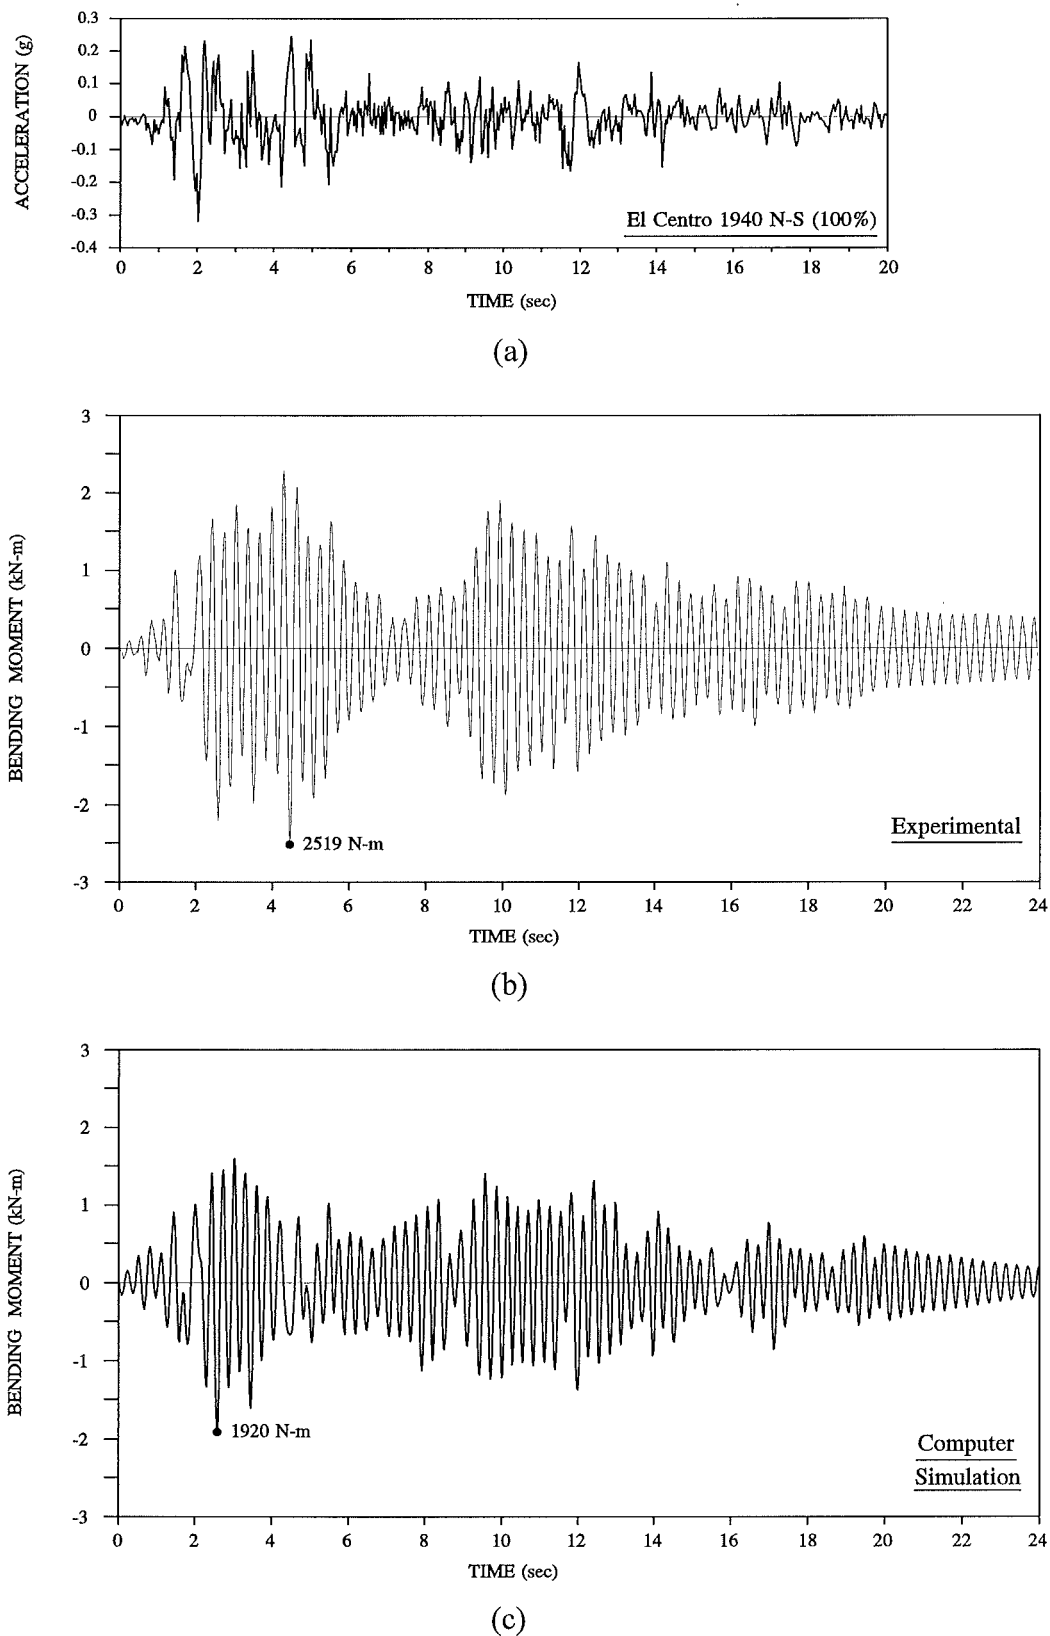 0.3
0.2
0.1
0
-0.1
-0.2
-0.3
-0.4
ACCELERATION (g)
El Centro 1940 N-S (100%)
0 2 4 6 8 10 12 14 16 18 20
TIME (sec)
(a)
3
2
1
0
-1
-2
-3
BENDING MOMENT (kN-m)
2519 N-m
Experimental
0 2 4 6 8 10 12 14 16 18 20 22 24
TIME (sec)
(b)
3
2
1
0
-1
-2
-3
BENDING MOMENT (kN-m)
1920 N-m
Computer
Simulation
0 2 4 6 8 10 12 14 16 18 20 22 24
TIME (sec)
(c)